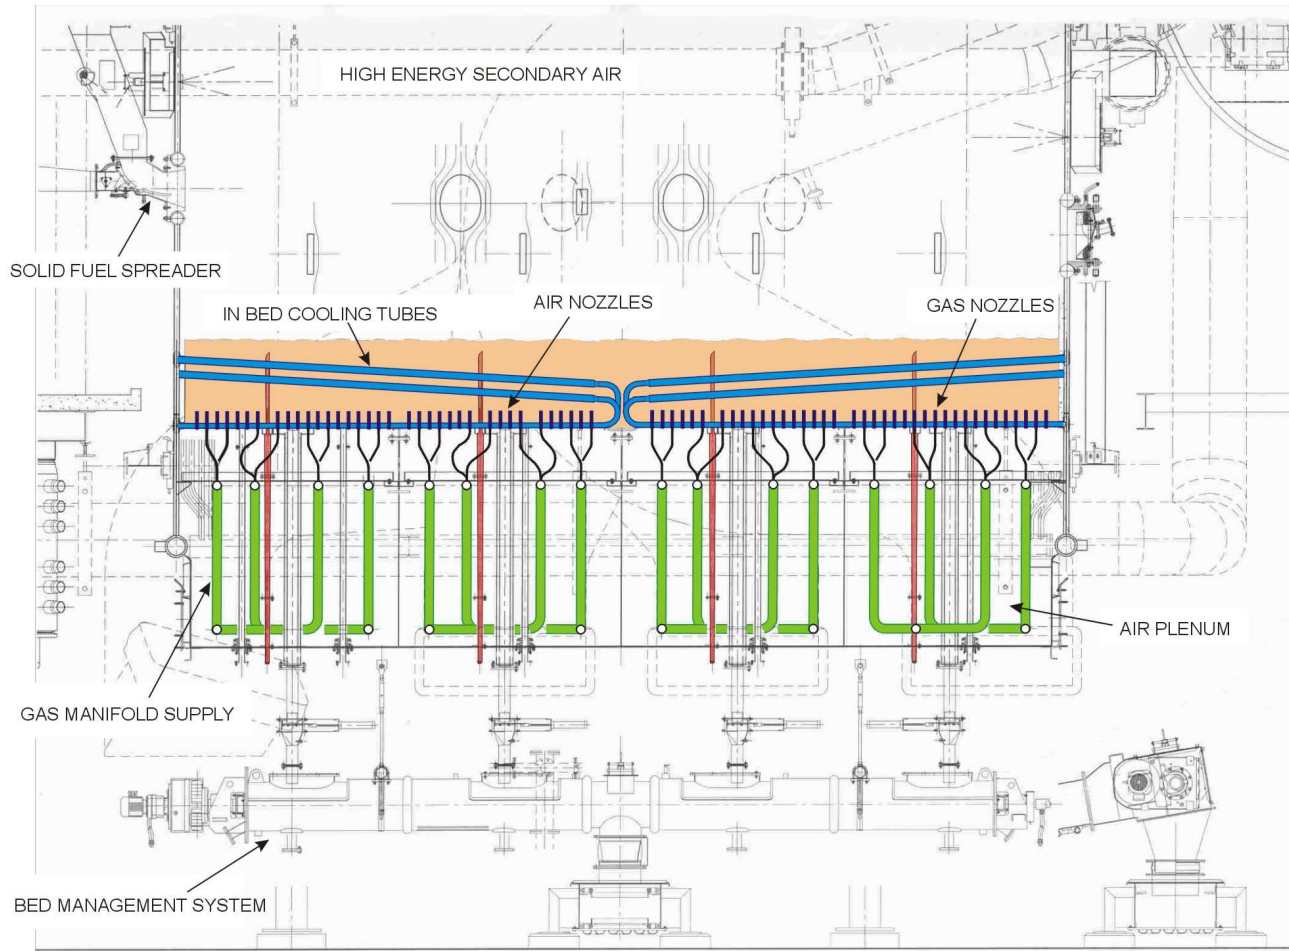 HIGH ENERGY SECONDARY AIR
SOLID FUEL SPREADER
IN BED COOLING TUBES
AIR NOZZLES
GAS NOZZLES
AIR PLENUM
GAS MANIFOLD SUPPLY
BED MANAGEMENT SYSTEM